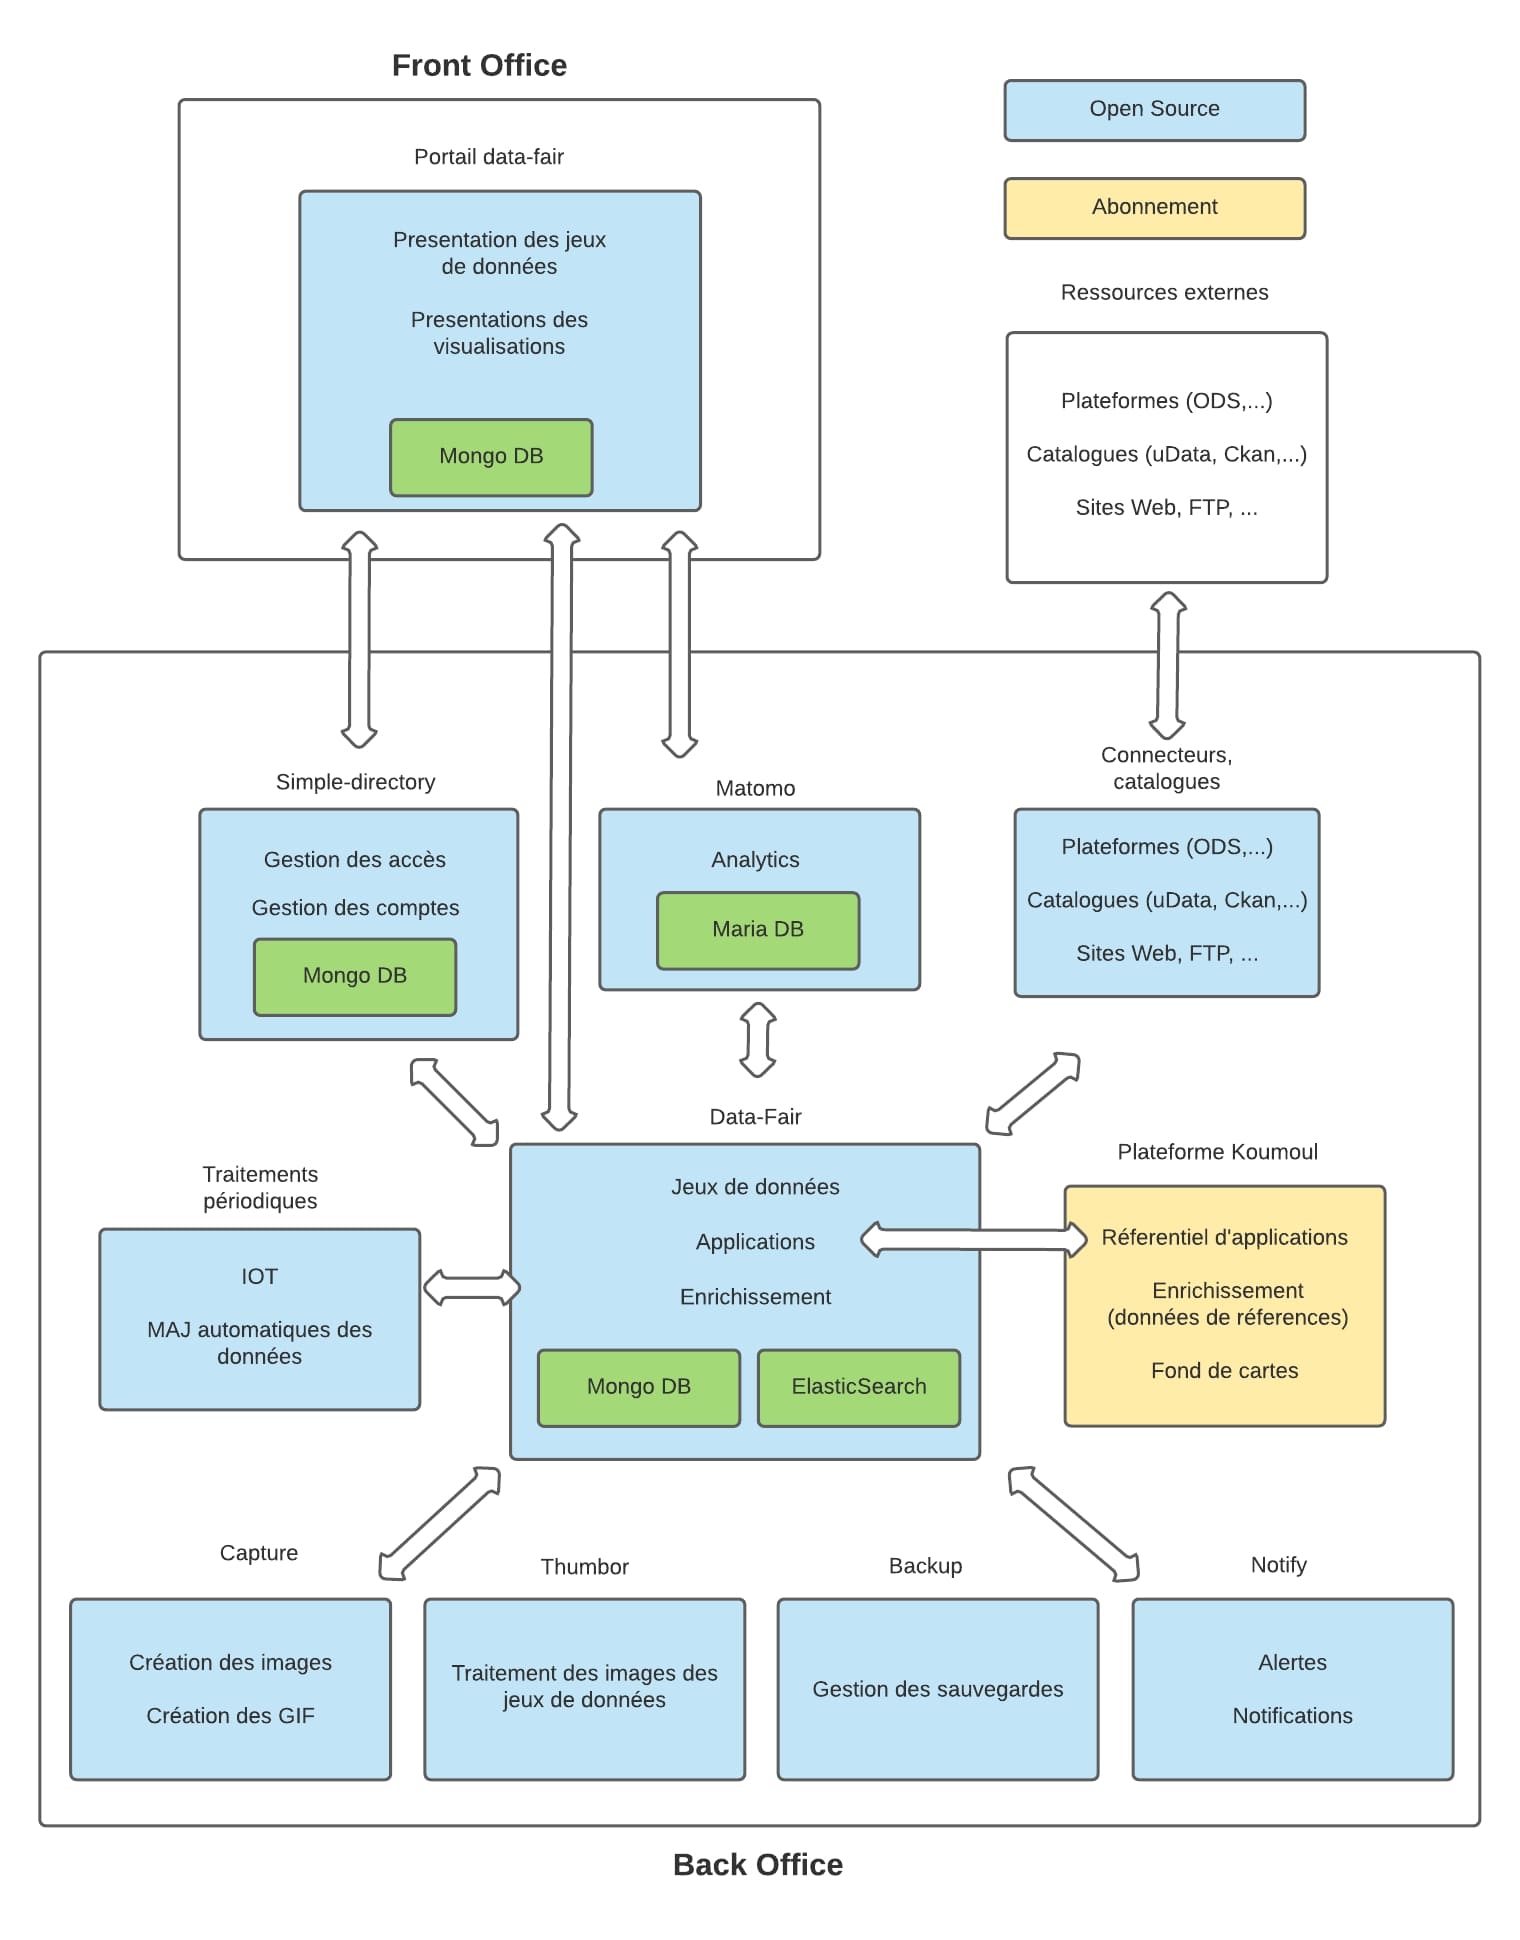 Front Office
Portail data-fair
Presentation des jeux
de données
Presentations des
visualisations
Mongo DB
Open Source
Abonnement
Ressources externes
Plateformes (ODS,...)
Catalogues (uData, Ckan,...)
Sites Web, FTP, ...
Simple-directory
Gestion des accès
Gestion des comptes
Mongo DB
Matomo
Analytics
Maria DB
Connecteurs,
catalogues
Plateformes (ODS,...)
Catalogues (uData, Ckan,...)
Sites Web, FTP, ...
Traitements
périodiques
IOT
MAJ automatiques des
données
Data-Fair
Jeux de données
Applications
Enrichissement
Mongo DB
ElasticSearch
Plateforme Koumoul
Réferentiel d'applications
Enrichissement
(données de réferences)
Fond de cartes
Capture
Création des images
Création des GIF
Thumbor
Traitement des images des
jeux de données
Backup
Gestion des sauvegardes
Notify
Alertes
Notifications
Back Office